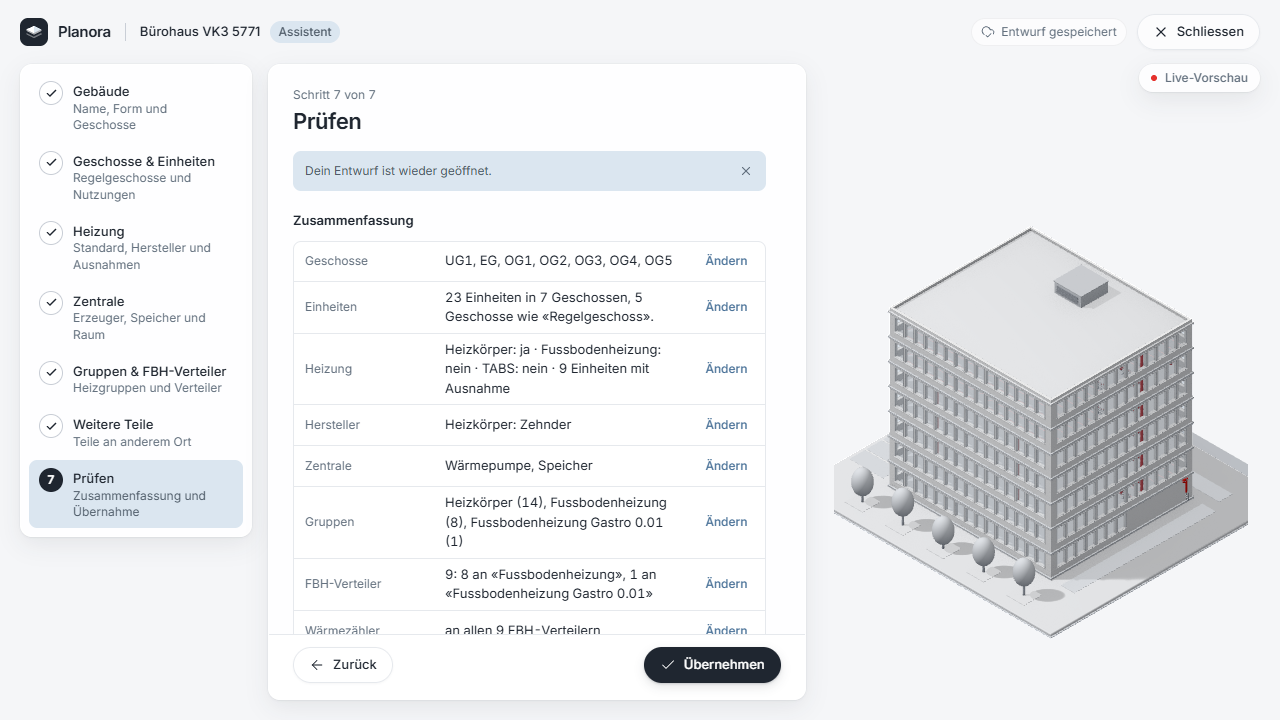 Planora
Bürohaus VK3 5771
Assistent
Entwurf gespeichert
Schliessen
Gebäude
Name, Form und
Geschosse
Geschosse & Einheiten
Regelgeschosse und
Nutzungen
Heizung
Standard, Hersteller und
Ausnahmen
Zentrale
Erzeuger, Speicher und
Raum
Gruppen & FBH-Verteiler
Heizgruppen und Verteiler
Weitere Teile
Teile an anderem Ort
7
Prüfen
Zusammenfassung und
Übernahme
Schritt 7 von 7
Prüfen
Dein Entwurf ist wieder geöffnet.
Zusammenfassung
Geschosse
UG1, EG, OG1, OG2, OG3, OG4, OG5
Ändern
Einheiten
23 Einheiten in 7 Geschossen, 5
Geschosse wie «Regelgeschoss».
Ändern
Heizung
Heizkörper: ja · Fussbodenheizung:
nein · TABS: nein · 9 Einheiten mit
Ausnahme
Ändern
Hersteller
Heizkörper: Zehnder
Ändern
Zentrale
Wärmepumpe, Speicher
Ändern
Gruppen
Heizkörper (14), Fussbodenheizung
(8), Fussbodenheizung Gastro 0.01
(1)
Ändern
FBH-Verteiler
9: 8 an «Fussbodenheizung», 1 an
«Fussbodenheizung Gastro 0.01»
Ändern
Wärmezähler
an allen 9 FBH-Verteilern
Ändern
Zurück
Übernehmen
Live-Vorschau